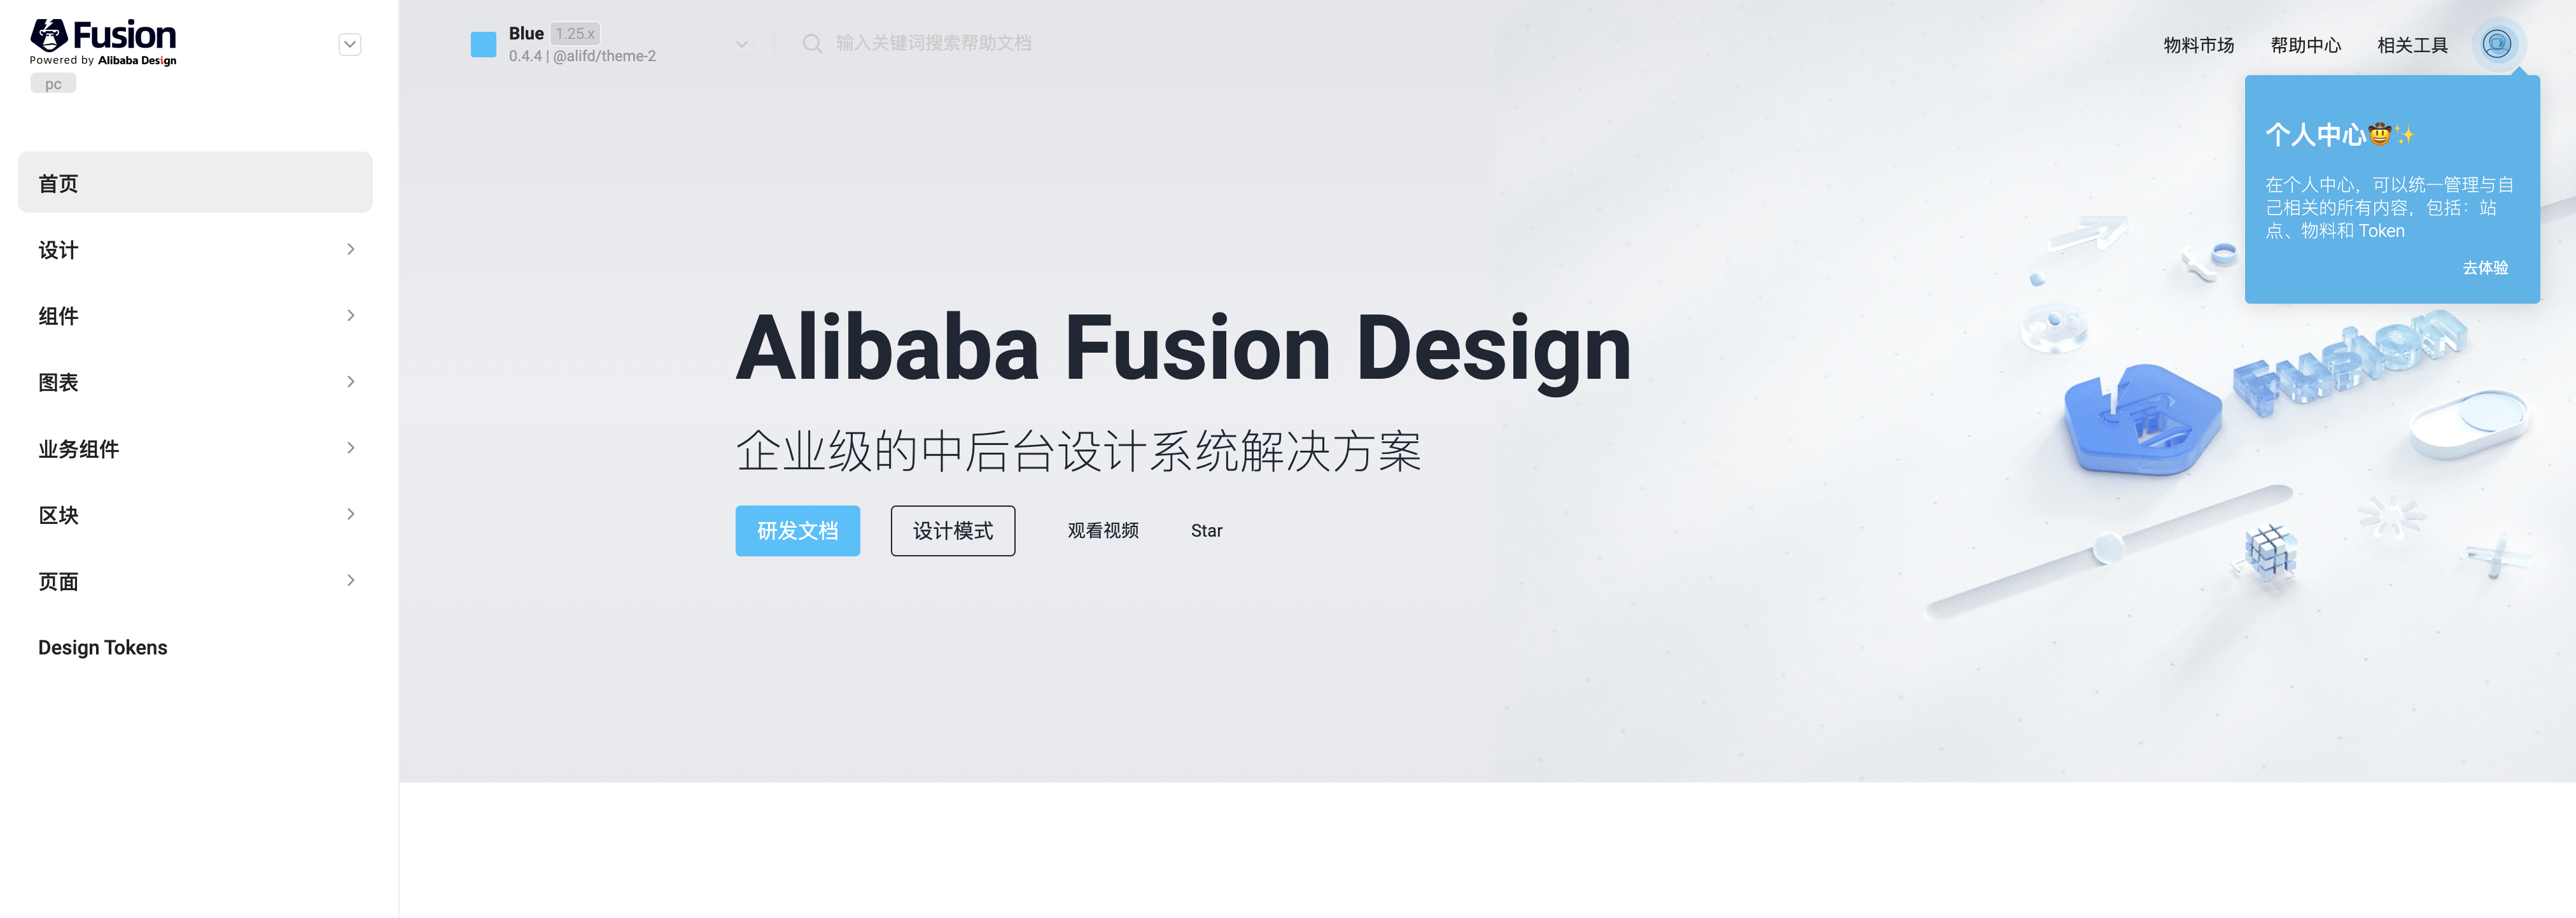 Fusion
Powered by Alibaba Design
pc
首页
设计
组件
图表
业务组件
区块
页面
Design Tokens
Blue 1.25.x
0.4.4 | @alifd/theme-2
输入关键词搜索帮助文档
物料市场 帮助中心 相关工具
个人中心🤠✨
在个人中心，可以统一管理与自
己相关的所有内容，包括：站
点、物料和 Token
去体验
Alibaba Fusion Design
企业级的中后台设计系统解决方案
研发文档 设计模式 观看视频 Star
Fusion